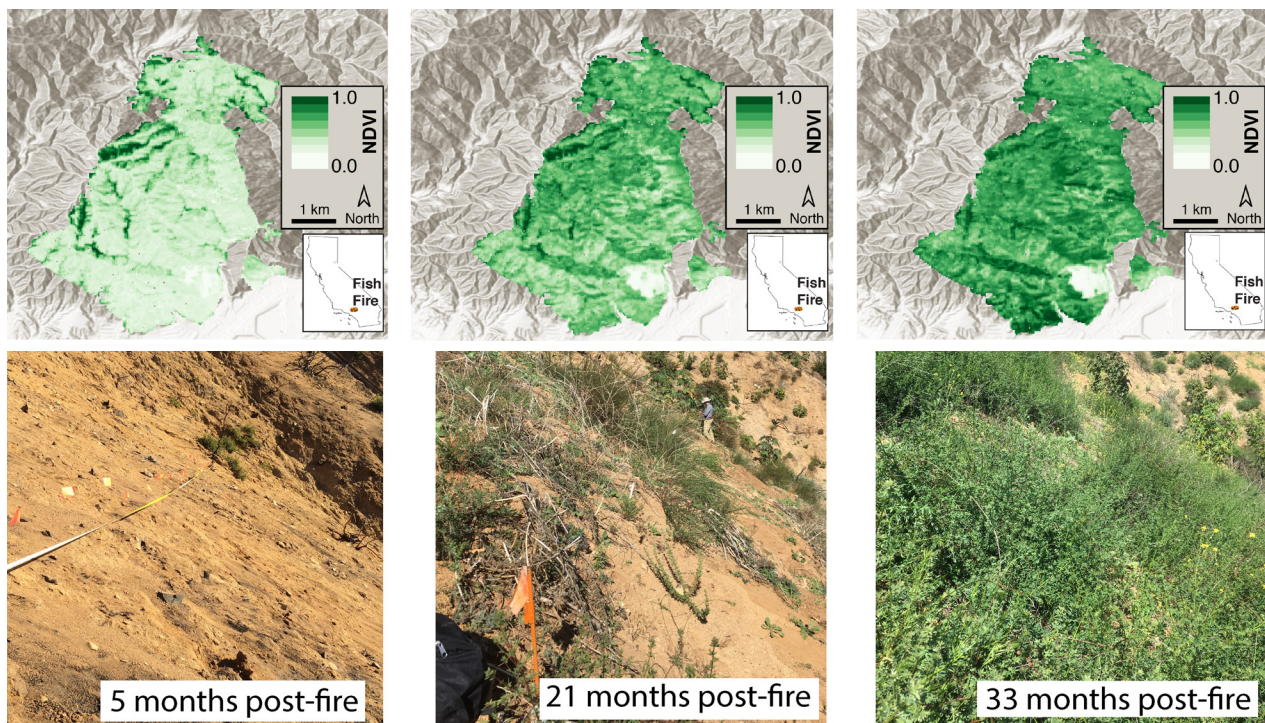 1.0
NDVI
0.0
1 km
North
Fish
Fire
1.0
NDVI
0.0
1 km
North
Fish
Fire
1.0
NDVI
0.0
1 km
North
Fish
Fire
5 months post-fire
21 months post-fire
33 months post-fire